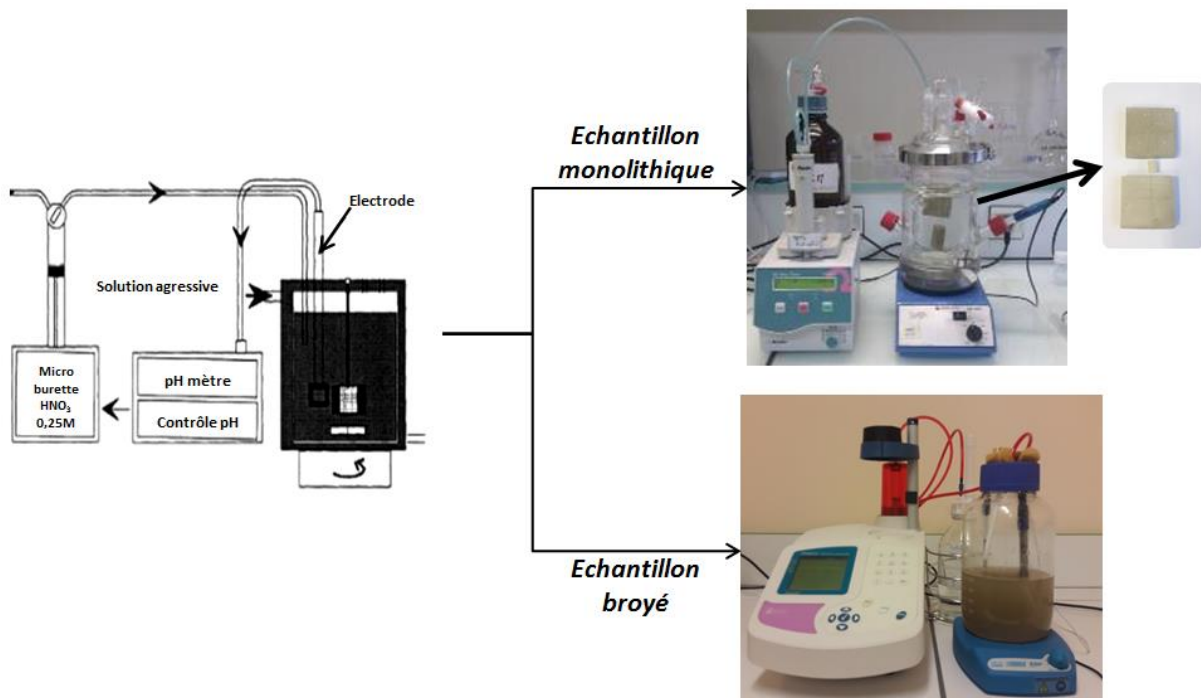 Echantillon
monolithique
Electrode
Solution agressive
Micro
burette
HNO₃
0,25M
pH mètre
Contrôle pH
Echantillon
broyé